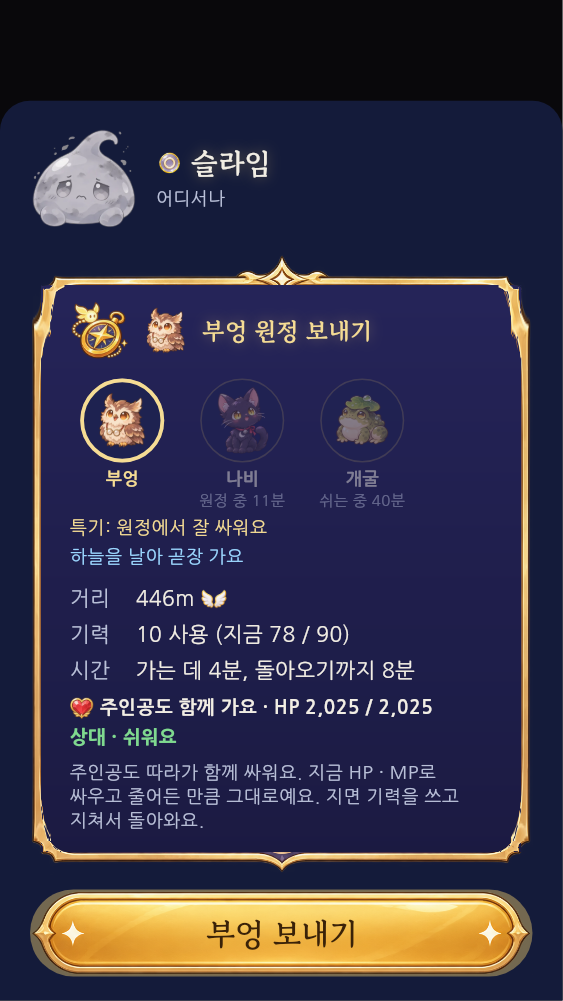 슬라임
어디서나
부엉 원정 보내기
부엉
나비
개굴
원정 중 11분
쉬는 중 40분
특기: 원정에서 잘 싸워요
하늘을 날아 곧장 가요
거리 446m
기력 10 사용 (지금 78 / 90)
시간 가는 데 4분, 돌아오기까지 8분
주인공도 함께 가요 · HP 2,025 / 2,025
상대 · 쉬워요
주인공도 따라가 함께 싸워요. 지금 HP · MP로
싸우고 줄어든 만큼 그대로예요. 지면 기력을 쓰고
지쳐서 돌아와요.
부엉 보내기